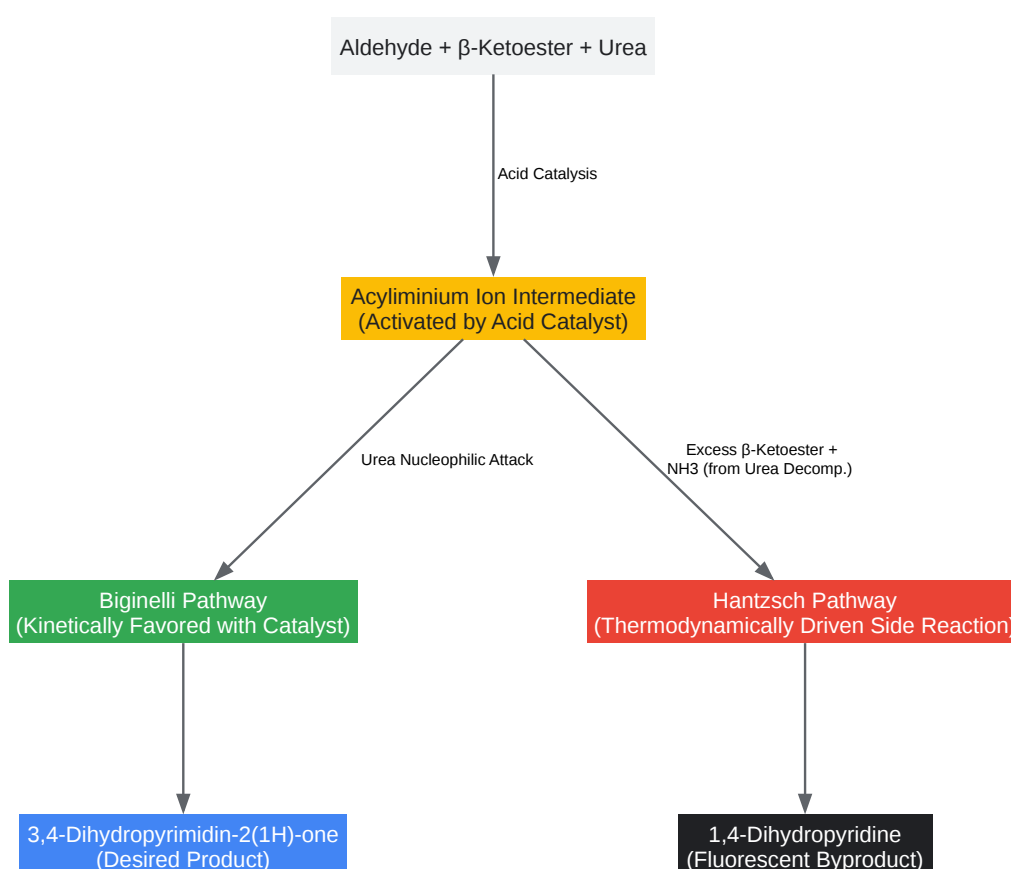 Aldehyde + β-Ketoester + Urea
Acid Catalysis
Acyliminium Ion Intermediate
(Activated by Acid Catalyst)
Urea Nucleophilic Attack
Excess β-Ketoester +
NH3 (from Urea Decomp.)
Biginelli Pathway
(Kinetically Favored with Catalyst)
Hantzsch Pathway
(Thermodynamically Driven Side Reaction)
3,4-Dihydropyrimidin-2(1H)-one
(Desired Product)
1,4-Dihydropyridine
(Fluorescent Byproduct)